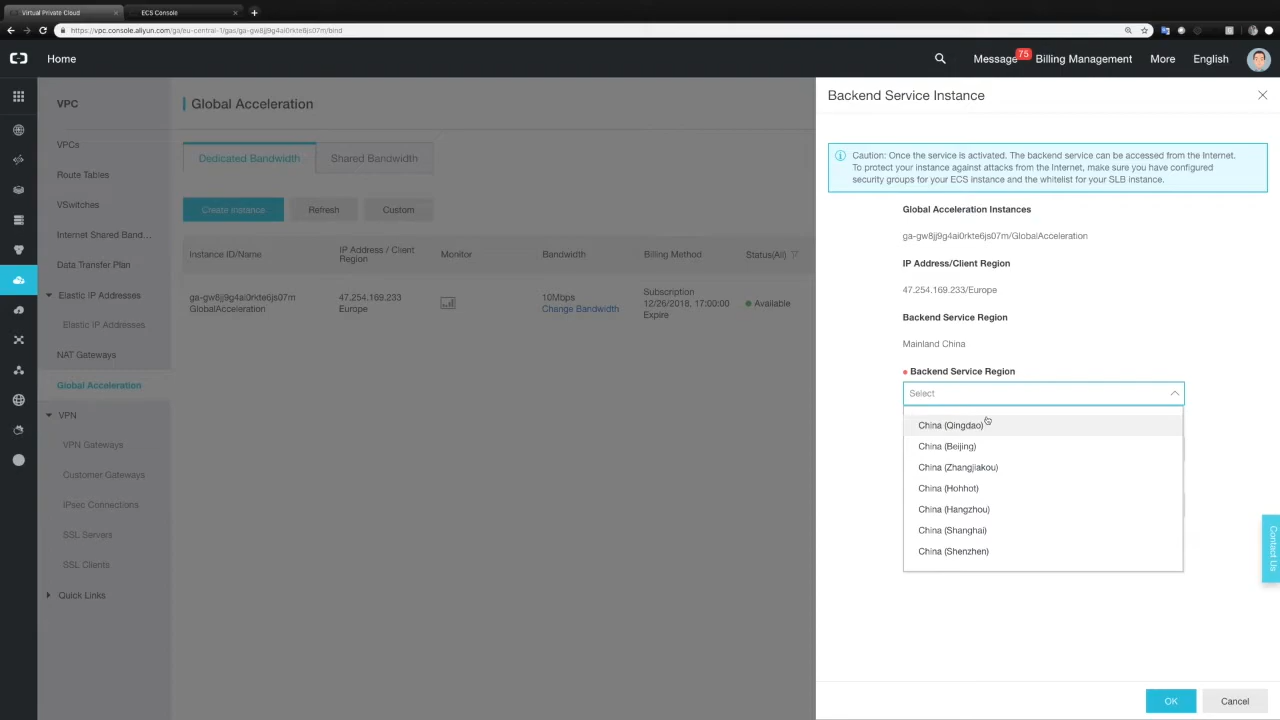 Virtual Private Cloud
ECS Console
https://vpc.console.aliyun.com/ga/eu-central-1/gas/ga-gw8jj9g4ai0rkte6js07m/bind
Home
Message 75
Billing Management
More
English
VPC
VPCs
Route Tables
VSwitches
Internet Shared Band...
Data Transfer Plan
Elastic IP Addresses
Elastic IP Addresses
NAT Gateways
Global Acceleration
VPN
VPN Gateways
Customer Gateways
IPsec Connections
SSL Servers
SSL Clients
Quick Links
Global Acceleration
Dedicated Bandwidth
Shared Bandwidth
Create Instance
Refresh
Custom
Instance ID/Name
IP Address / Client
Region
Monitor
Bandwidth
Billing Method
Status(All)
ga-gw8jj9g4ai0rkte6js07m
GlobalAcceleration
47.254.169.233
Europe
10Mbps
Change Bandwidth
Subscription
12/26/2018, 17:00:00
Expire
Available
Backend Service Instance
Caution: Once the service is activated. The backend service can be accessed from the Internet.
To protect your instance against attacks from the Internet, make sure you have configured
security groups for your ECS instance and the whitelist for your SLB instance.
Global Acceleration Instances
ga-gw8jj9g4ai0rkte6js07m/GlobalAcceleration
IP Address/Client Region
47.254.169.233/Europe
Backend Service Region
Mainland China
Backend Service Region
Select
China (Qingdao)
China (Beijing)
China (Zhangjiakou)
China (Hohhot)
China (Hangzhou)
China (Shanghai)
China (Shenzhen)
Contact Us
OK
Cancel